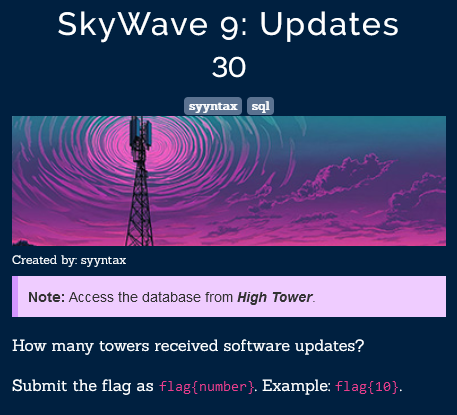 SkyWave 9: Updates
30
syyntax sql
Created by: syyntax
Note: Access the database from High Tower.
How many towers received software updates?
Submit the flag as flag{number}. Example: flag{10}.